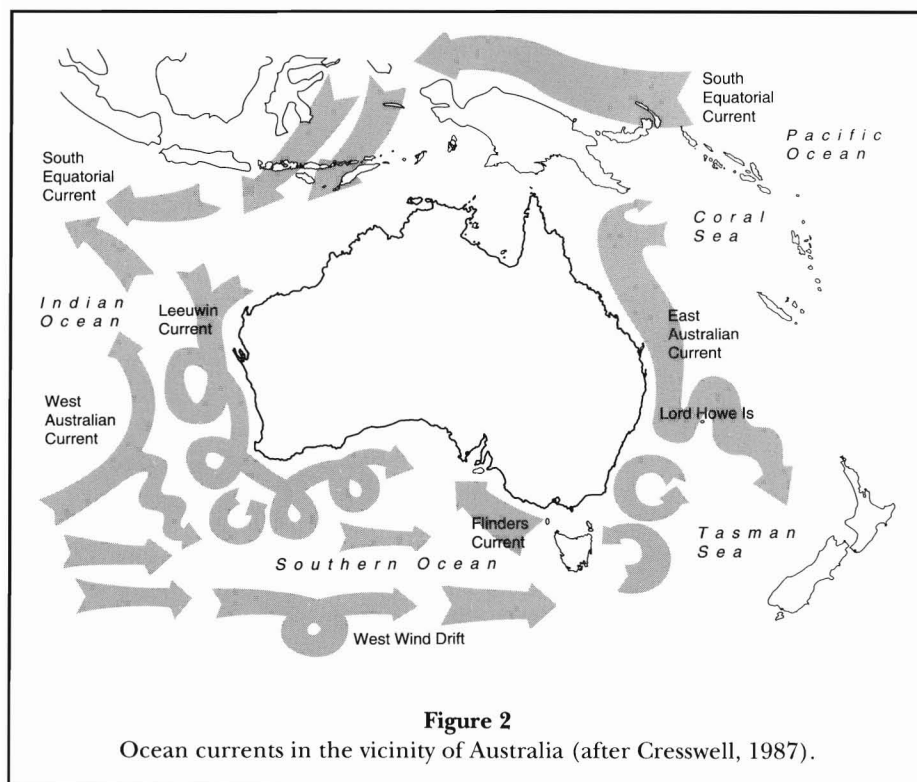 South
Equatorial
Current
Pacific
Ocean
South
Equatorial
Current
Coral
Sea
Indian
Ocean
Leeuwin
Current
East
Australian
Current
West
Australian
Current
Lord Howe Is
Flinders
Current
Tasman
Sea
Southern Ocean
West Wind Drift
Figure 2
Ocean currents in the vicinity of Australia (after Cresswell, 1987).